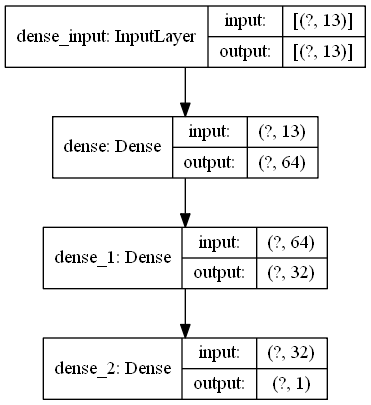 dense_input: InputLayer
input: [(?, 13)]
output: [(?, 13)]
dense: Dense
input: (?, 13)
output: (?, 64)
dense_1: Dense
input: (?, 64)
output: (?, 32)
dense_2: Dense
input: (?, 32)
output: (?, 1)